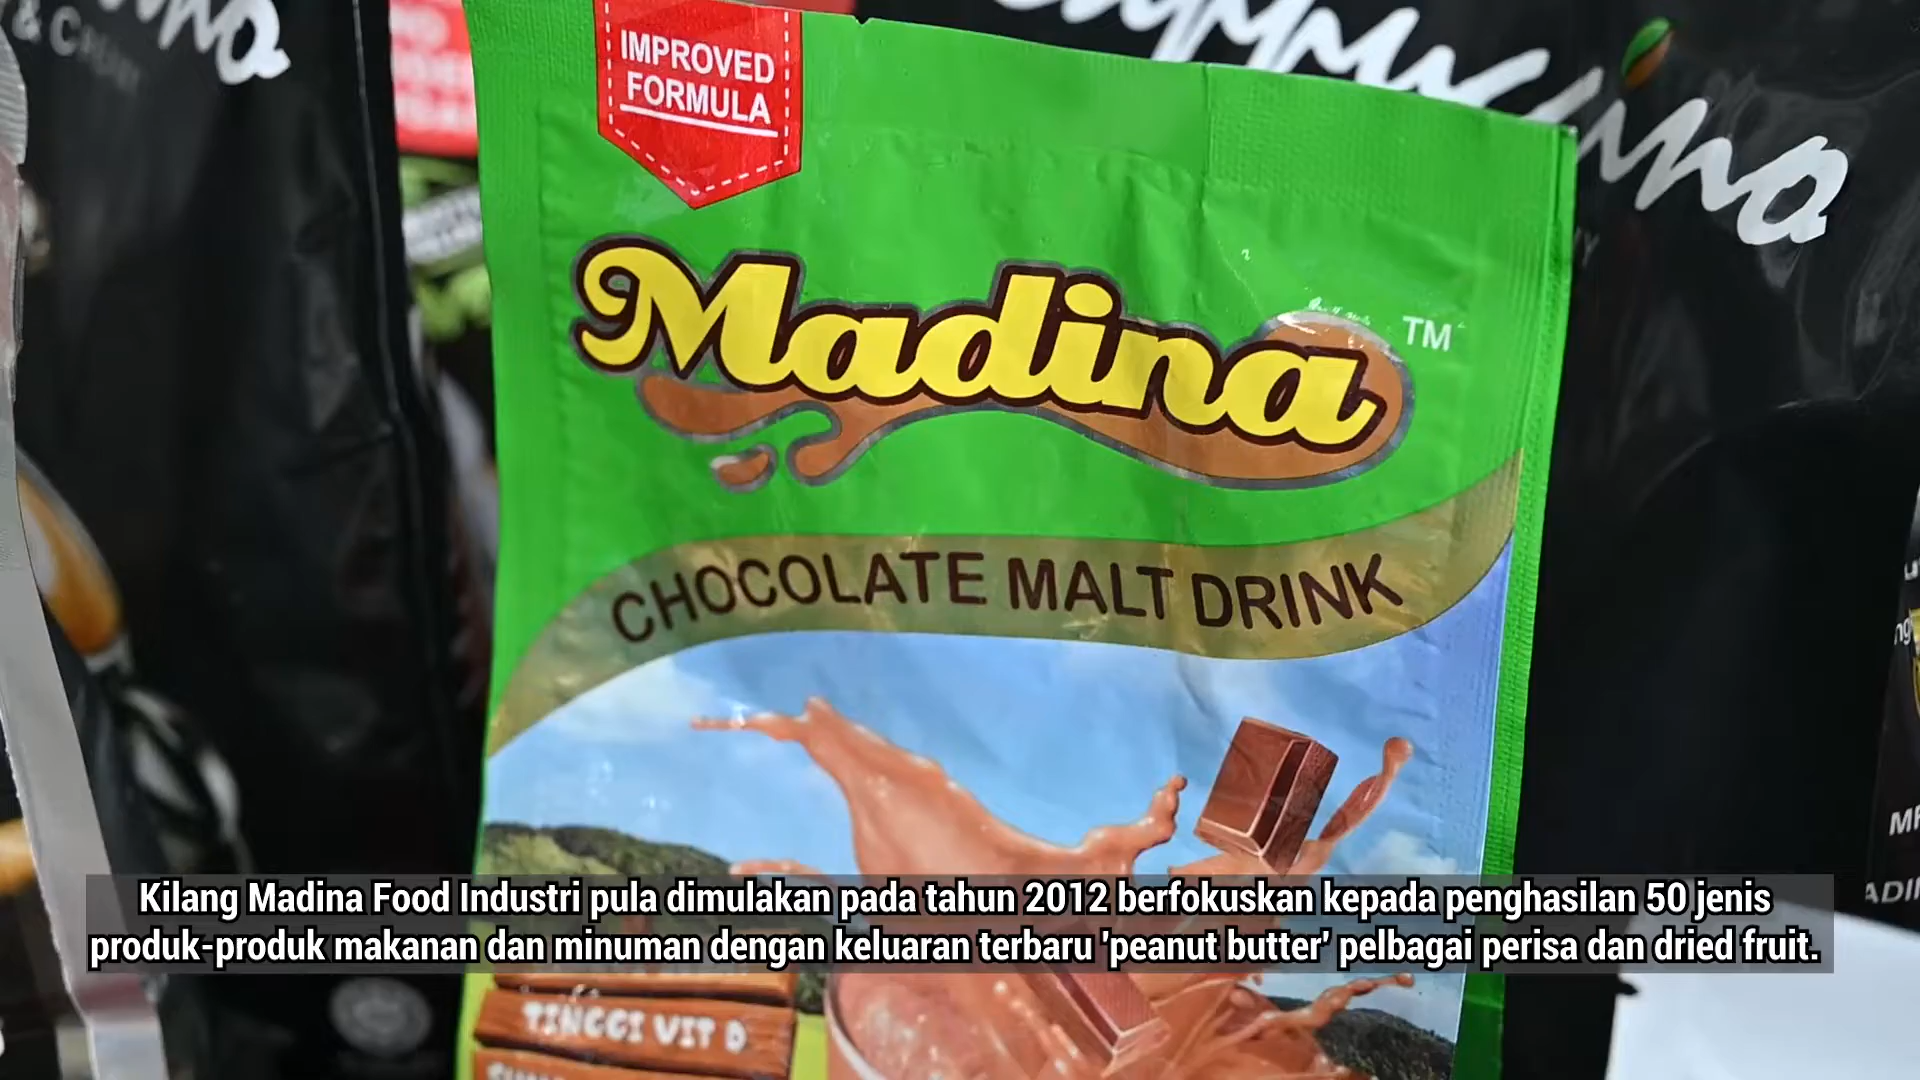 IMPROVED
FORMULA
Madina TM
CHOCOLATE MALT DRINK
Kilang Madina Food Industri pula dimulakan pada tahun 2012 berfokuskan kepada penghasilan 50 jenis
produk-produk makanan dan minuman dengan keluaran terbaru 'peanut butter' pelbagai perisa dan dried fruit.
TINGGI VIT D